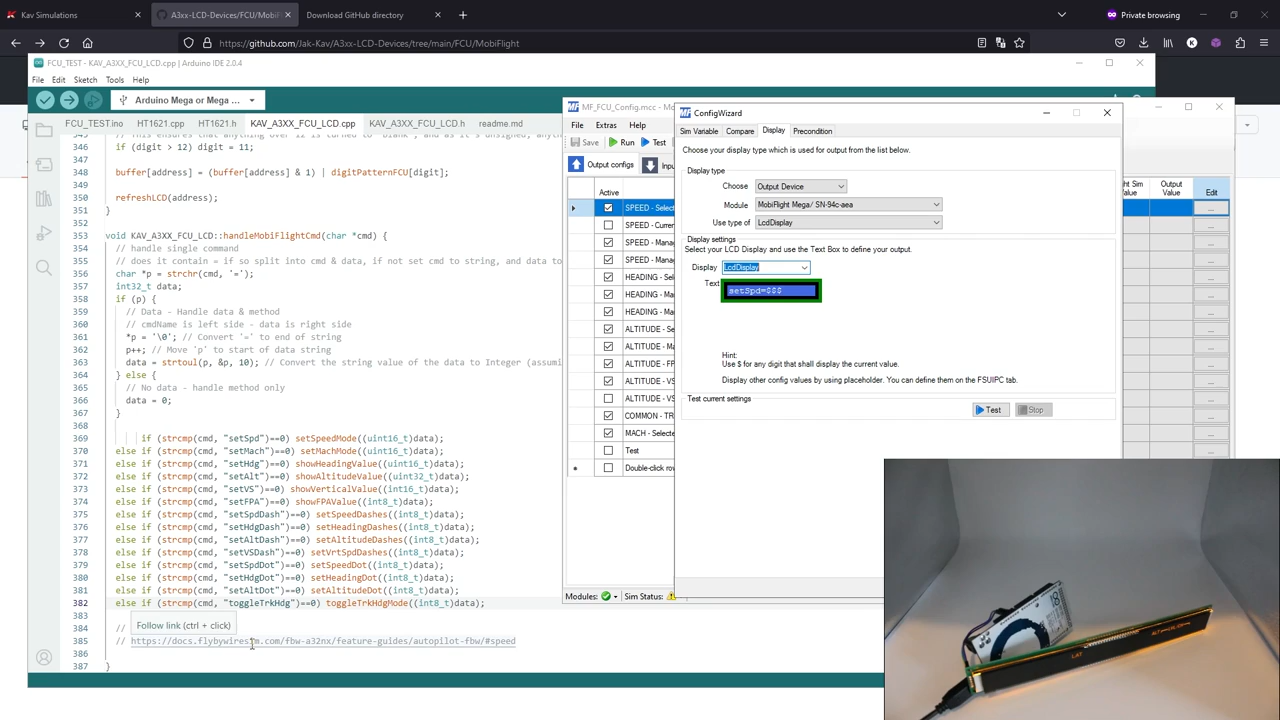 Kav Simulations
A3xx-LCD-Devices/FCU/MobiF
Download GitHub directory
Private browsing
https://github.com/Jak-Kav/A3xx-LCD-Devices/tree/main/FCU/MobiFlight
FCU_TEST - KAV_A3XX_FCU_LCD.cpp | Arduino IDE 2.0.4
File Edit Sketch Tools Help
Arduino Mega or Mega ...
FCU_TEST.ino HT1621.cpp HT1621.h KAV_A3XX_FCU_LCD.cpp KAV_A3XX_FCU_LCD.h readme.md
346 if (digit > 12) digit = 11;
347
348 buffer[address] = (buffer[address] & 1) | digitPatternFCU[digit];
349
350 refreshLCD(address);
351 }
352
353 void KAV_A3XX_FCU_LCD::handleMobiFlightCmd(char *cmd) {
354 // handle single command
355 // does it contain = if so split into cmd & data, if not set cmd to string, and data to
356 char *p = strchr(cmd, '=');
357 int32_t data;
358 if (p) {
359 // Data - Handle data & method
360 // cmdName is left side - data is right side
361 *p = '\0'; // Convert '=' to end of string
362 p++; // Move 'p' to start of data string
363 data = strtoul(p, &p, 10); // Convert the string value of the data to Integer (assumi
364 } else {
365 // No data - handle method only
366 data = 0;
367 }
368
369 if (strcmp(cmd, "setSpd")==0) setSpeedMode((uint16_t)data);
370 else if (strcmp(cmd, "setMach")==0) setMachMode((uint16_t)data);
371 else if (strcmp(cmd, "setHdg")==0) showHeadingValue((uint16_t)data);
372 else if (strcmp(cmd, "setAlt")==0) showAltitudeValue((uint32_t)data);
373 else if (strcmp(cmd, "setVS")==0) showVerticalValue((int16_t)data);
374 else if (strcmp(cmd, "setFPA")==0) showFPAValue((int8_t)data);
375 else if (strcmp(cmd, "setSpdDash")==0) setSpeedDashes((int8_t)data);
376 else if (strcmp(cmd, "setHdgDash")==0) setHeadingDashes((int8_t)data);
377 else if (strcmp(cmd, "setAltDash")==0) setAltitudeDashes((int8_t)data);
378 else if (strcmp(cmd, "setVSDash")==0) setVrtSpdDashes((int8_t)data);
379 else if (strcmp(cmd, "setSpdDot")==0) setSpeedDot((int8_t)data);
380 else if (strcmp(cmd, "setHdgDot")==0) setHeadingDot((int8_t)data);
381 else if (strcmp(cmd, "setAltDot")==0) setAltitudeDot((int8_t)data);
382 else if (strcmp(cmd, "toggleTrkHdg")==0) toggleTrkHdgMode((int8_t)data);
383
384 //
Follow link (ctrl + click)
385 // https://docs.flybywiresim.com/fbw-a32nx/feature-guides/autopilot-fbw/#speed
386
387 }
MF_FCU_Config.mcc - Mo
File Extras Help
Save Run Test
Output configs Inpu
Active
SPEED - Selec
SPEED - Curre
SPEED - Manag
SPEED - Manag
HEADING - Sel
HEADING - Ma
HEADING - Ma
ALTITUDE - Se
ALTITUDE - Ma
ALTITUDE - FP
ALTITUDE - VS
ALTITUDE - VS
COMMON - TR
MACH - Selecte
Test
Double-click row
Modules: Sim Status:
ht Sim Value
Output Value
Edit
ConfigWizard
Sim Variable Compare Display Precondition
Choose your display type which is used for output from the list below.
Display type
Choose Output Device
Module MobiFlight Mega/ SN-94c-aea
Use type of LcdDisplay
Display settings
Select your LCD Display and use the Text Box to define your output.
Display LcdDisplay
Text setSpd=$$$
Hint:
Use $ for any digit that shall display the current value.
Display other config values by using placeholder. You can define them on the FSUIPC tab.
Test current settings
Test Stop